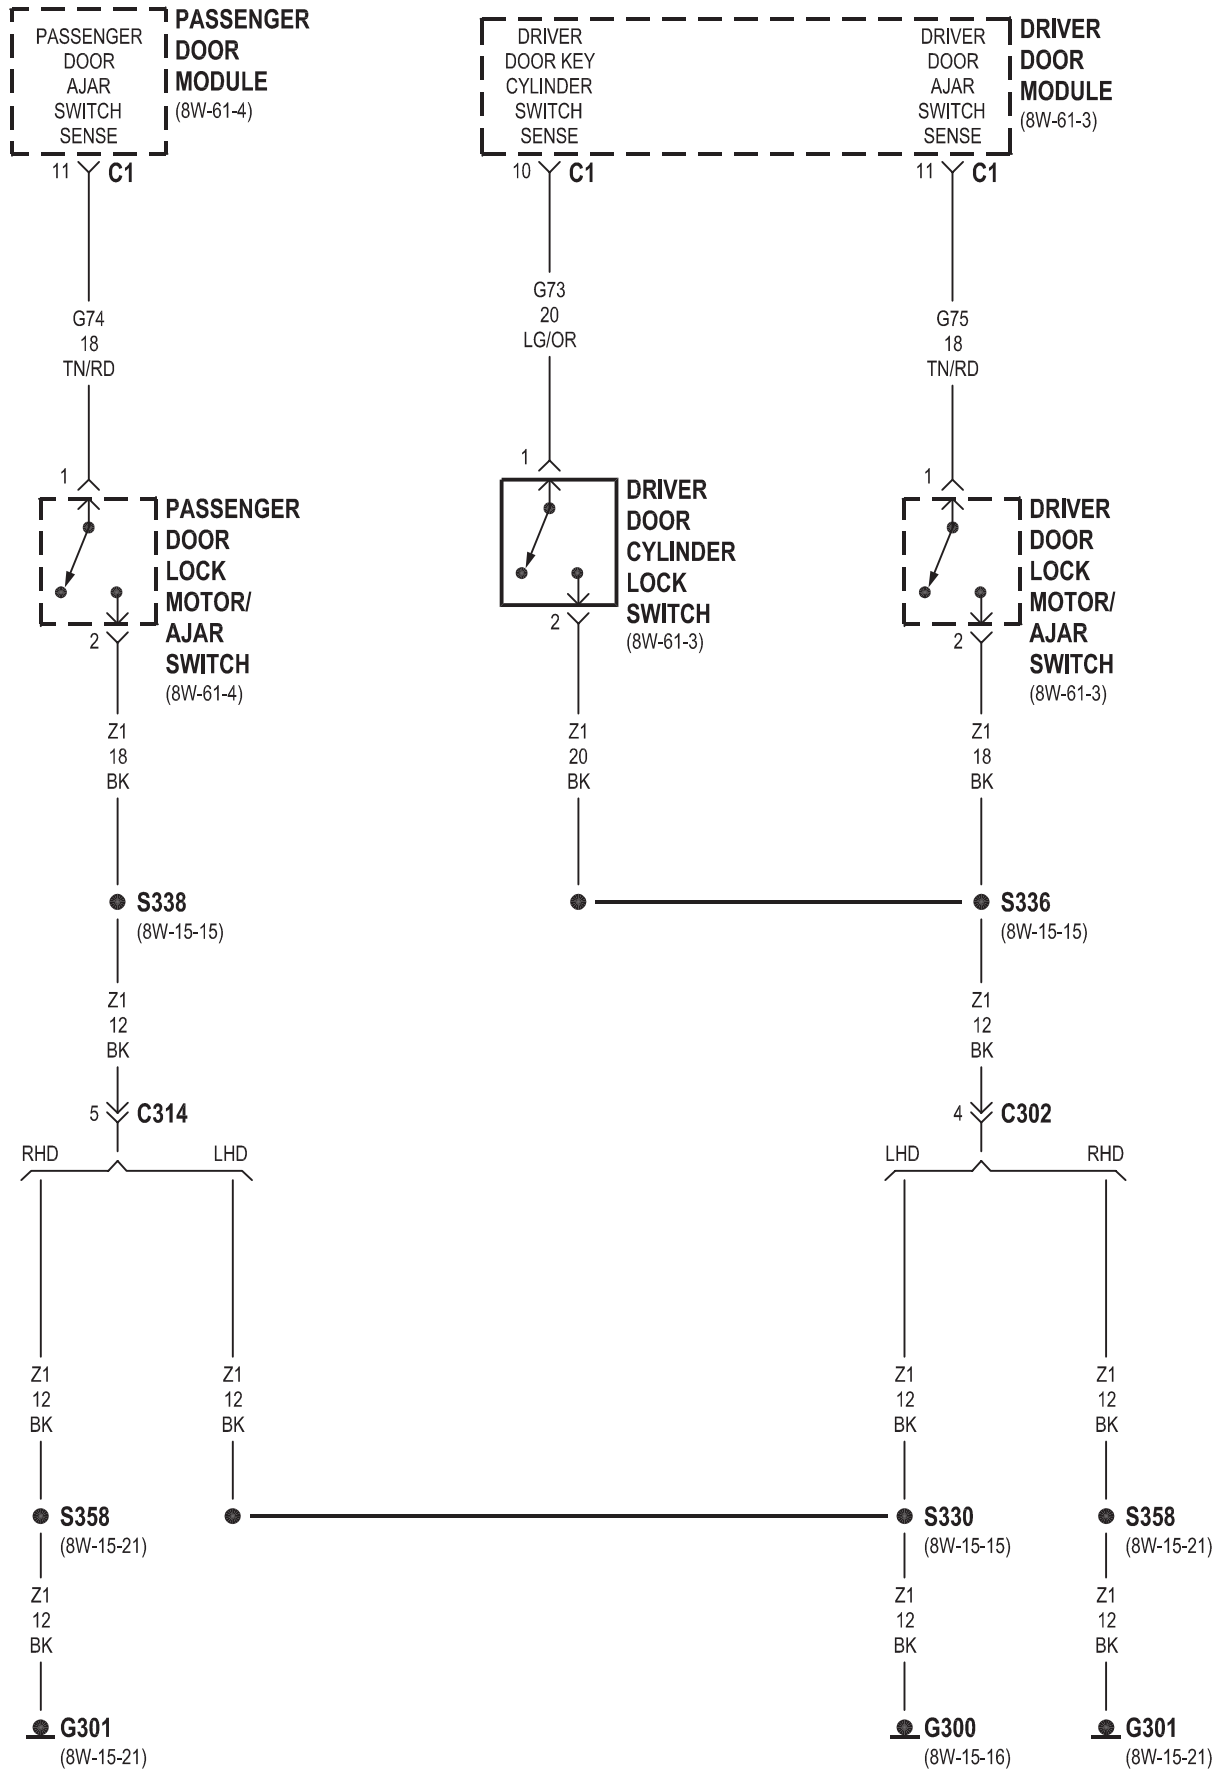 PASSENGER
DOOR
AJAR
SWITCH
SENSE
PASSENGER
DOOR
MODULE
(8W-61-4)
DRIVER
DOOR KEY
CYLINDER
SWITCH
SENSE
DRIVER
DOOR
AJAR
SWITCH
SENSE
DRIVER
DOOR
MODULE
(8W-61-3)
11 C1
10 C1
11 C1
G74
18
TN/RD
G73
20
LG/OR
G75
18
TN/RD
1
1
1
PASSENGER
DOOR
LOCK
MOTOR/
AJAR
SWITCH
(8W-61-4)
DRIVER
DOOR
CYLINDER
LOCK
SWITCH
(8W-61-3)
DRIVER
DOOR
LOCK
MOTOR/
AJAR
SWITCH
(8W-61-3)
2
2
2
Z1
18
BK
Z1
20
BK
Z1
18
BK
S338
(8W-15-15)
S336
(8W-15-15)
Z1
12
BK
Z1
12
BK
5 C314
4 C302
RHD
LHD
LHD
RHD
Z1
12
BK
Z1
12
BK
Z1
12
BK
Z1
12
BK
S358
(8W-15-21)
S330
(8W-15-15)
S358
(8W-15-21)
Z1
12
BK
Z1
12
BK
Z1
12
BK
G301
(8W-15-21)
G300
(8W-15-16)
G301
(8W-15-21)